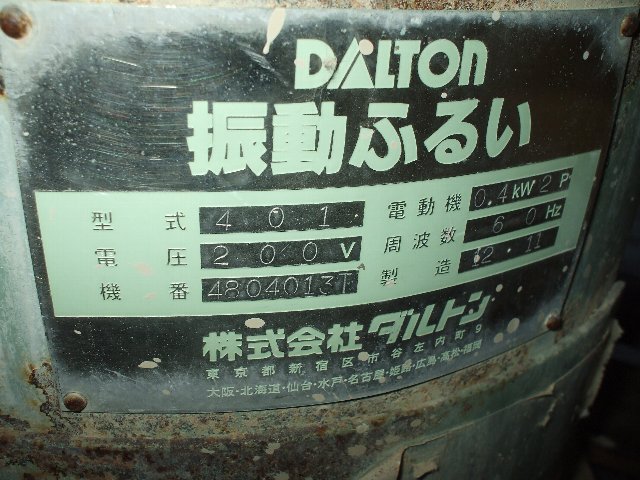 DALTON
振動ふるい
型式 401 電動機 0.4kW 2P
電圧 200V 周波数 60Hz
機番 4804013T 製造 52・11
株式会社 ダルトン
東京都新宿区市谷左内町9
大阪・北海道・仙台・水戸・名古屋・姫路・広島・高松・福岡